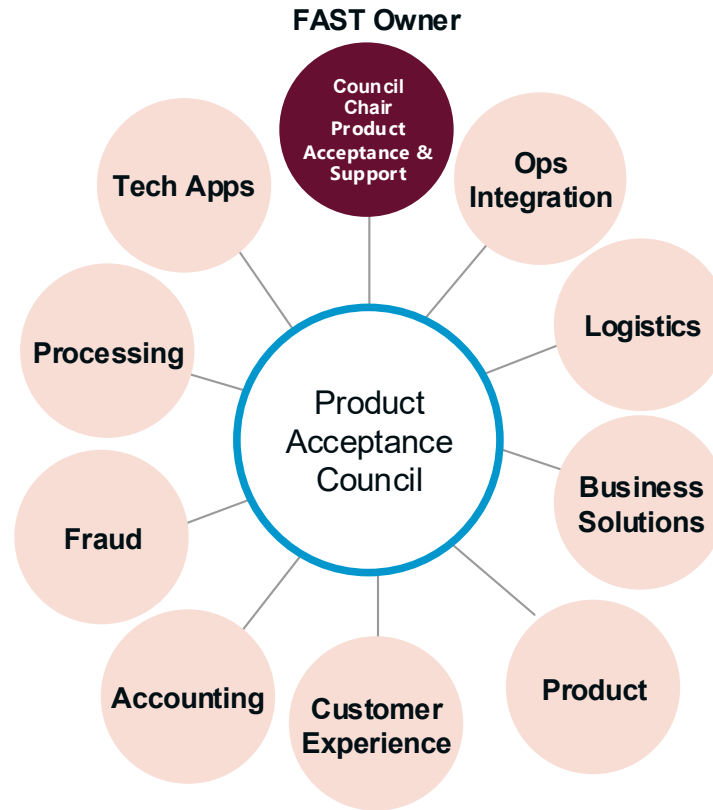 FAST Owner
Council
Chair
Product
Acceptance &
Support
Ops
Integration
Logistics
Business
Solutions
Product
Customer
Experience
Accounting
Fraud
Processing
Tech Apps
Product
Acceptance
Council